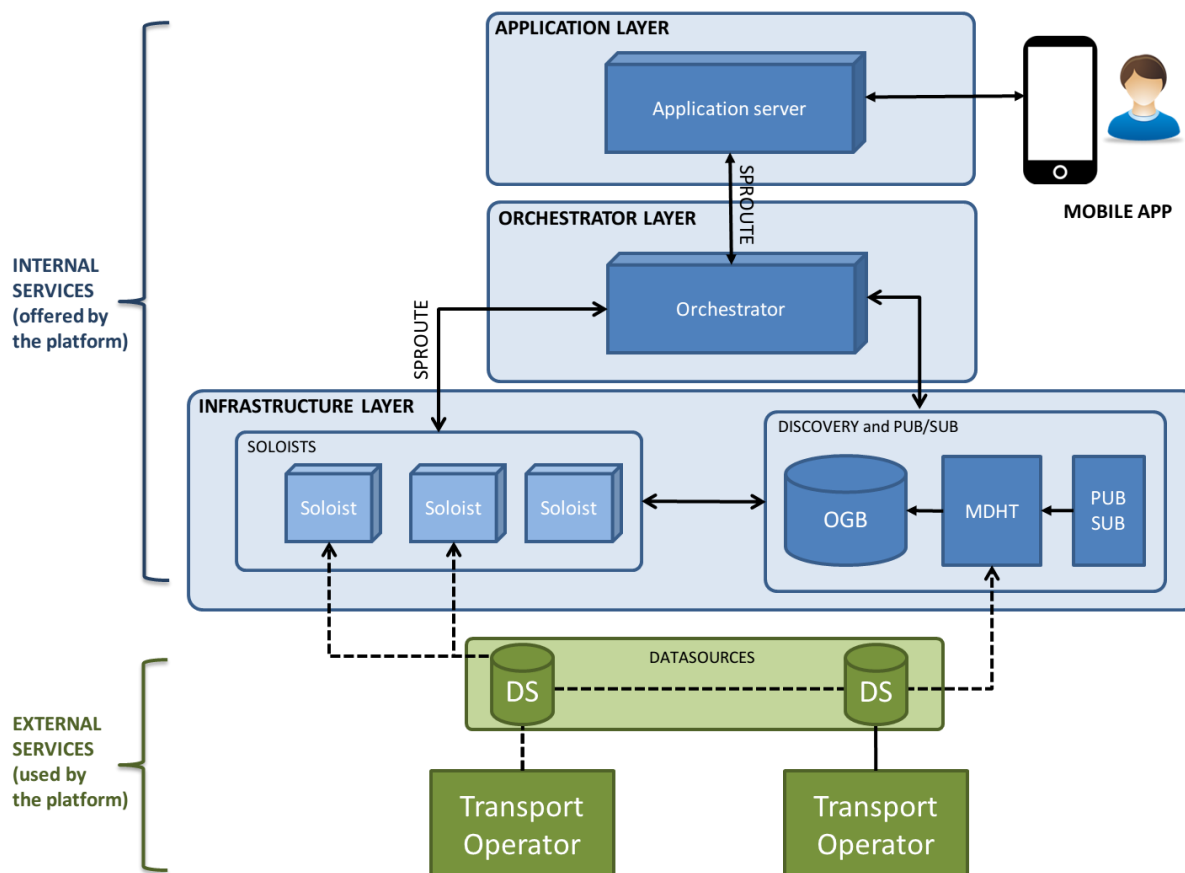 APPLICATION LAYER
Application server
SPROUTE
MOBILE APP
ORCHESTRATOR LAYER
Orchestrator
SPROUTE
INTERNAL
SERVICES
(offered by
the platform)
INFRASTRUCTURE LAYER
SOLOISTS
Soloist
Soloist
Soloist
DISCOVERY and PUB/SUB
OGB
MDHT
PUB
SUB
DATASOURCES
DS
DS
EXTERNAL
SERVICES
(used by
the platform)
Transport
Operator
Transport
Operator